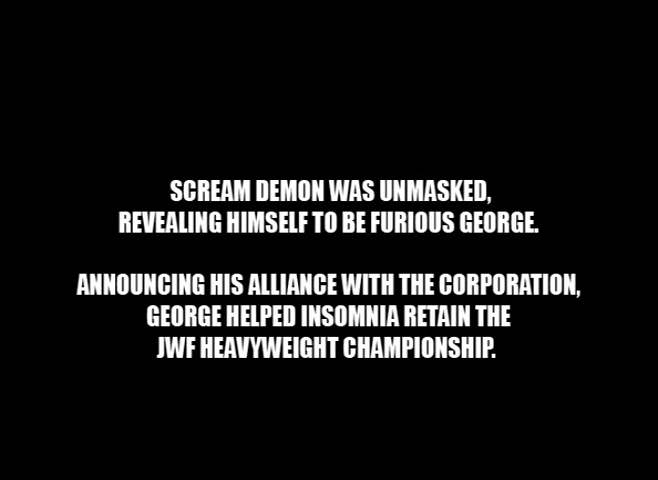 SCREAM DEMON WAS UNMASKED,
REVEALING HIMSELF TO BE FURIOUS GEORGE.
ANNOUNCING HIS ALLIANCE WITH THE CORPORATION,
GEORGE HELPED INSOMNIA RETAIN THE
JWF HEAVYWEIGHT CHAMPIONSHIP.